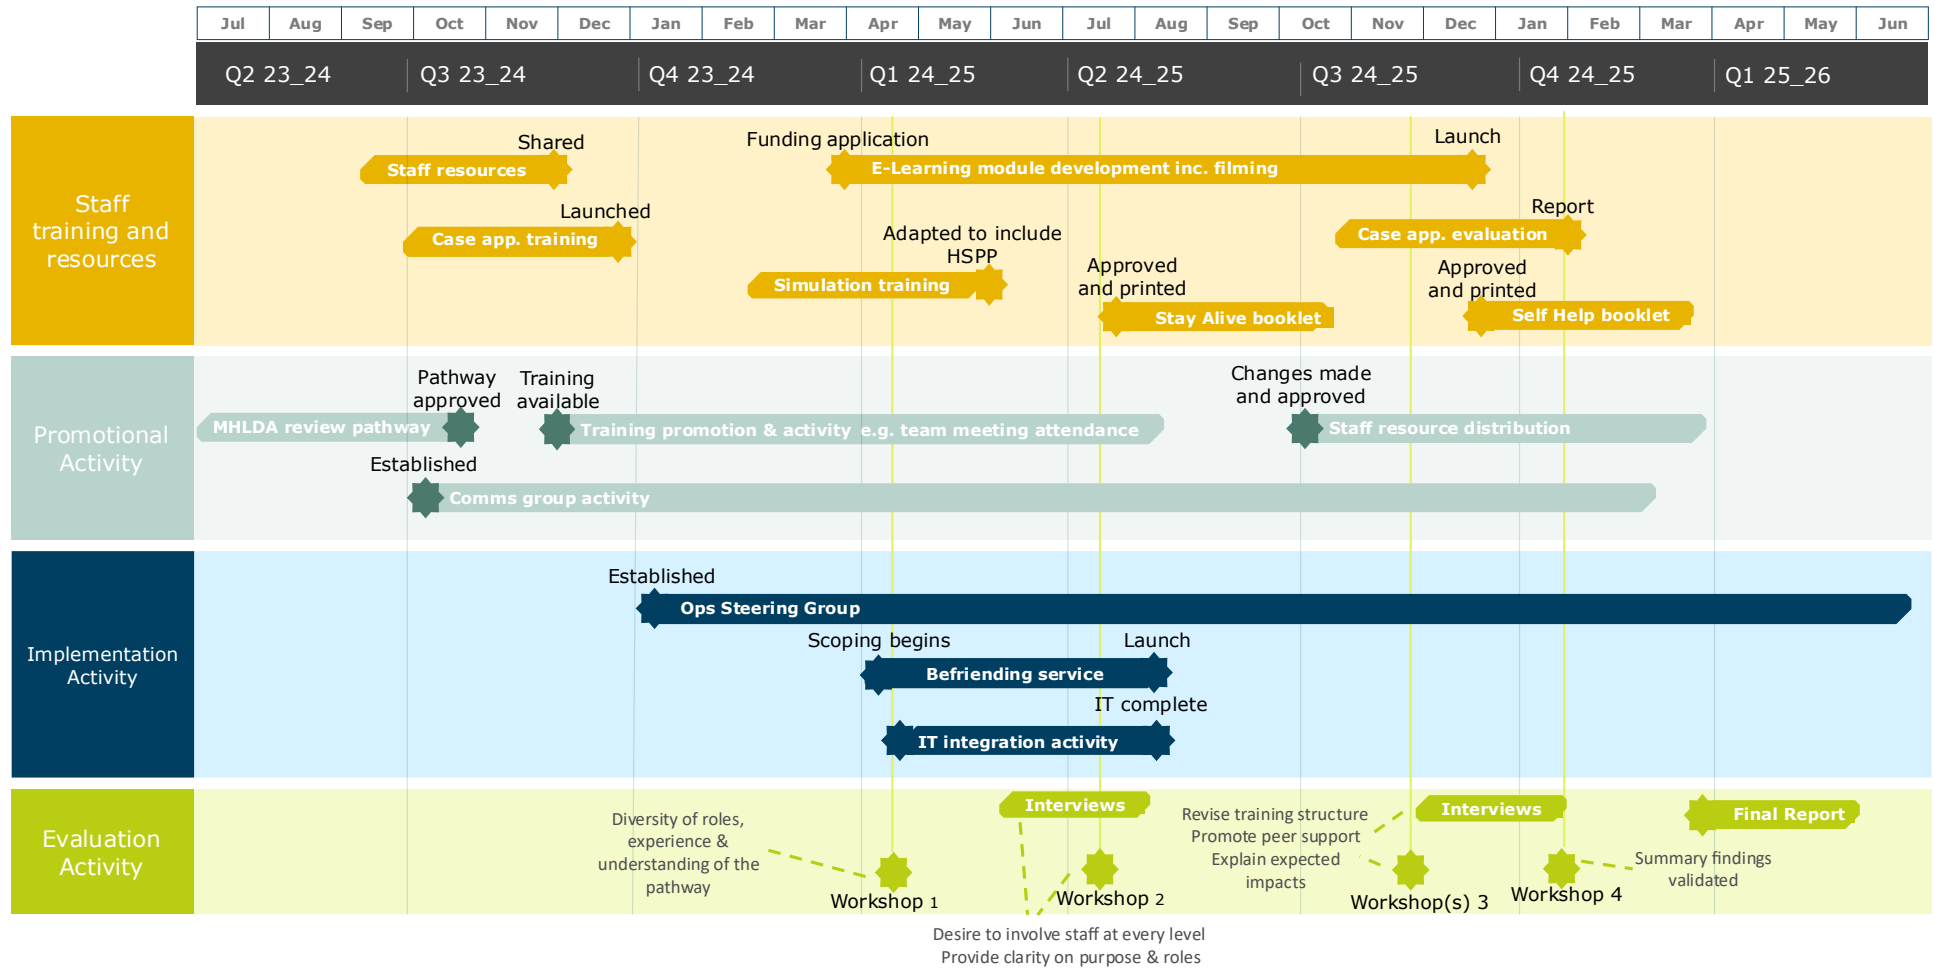 Jul Aug Sep Oct Nov Dec Jan Feb Mar Apr May Jun Jul Aug Sep Oct Nov Dec Jan Feb Mar Apr May Jun
Q2 23_24 Q3 23_24 Q4 23_24 Q1 24_25 Q2 24_25 Q3 24_25 Q4 24_25 Q1 25_26
Staff
training and
resources
Shared
Staff resources
Launched
Case app. training
Funding application
E-Learning module development inc. filming
Launch
Adapted to include
HSPP
Simulation training
Approved
and printed
Stay Alive booklet
Report
Case app. evaluation
Approved
and printed
Self Help booklet
Promotional
Activity
Pathway
approved
MHLDA review pathway
Training
available
Training promotion & activity e.g. team meeting attendance
Changes made
and approved
Staff resource distribution
Established
Comms group activity
Implementation
Activity
Established
Ops Steering Group
Scoping begins
Launch
Befriending service
IT complete
IT integration activity
Evaluation
Activity
Diversity of roles,
experience &
understanding of the
pathway
Workshop 1
Interviews
Workshop 2
Desire to involve staff at every level
Provide clarity on purpose & roles
Revise training structure
Promote peer support
Explain expected
impacts
Interviews
Workshop(s) 3
Workshop 4
Summary findings
validated
Final Report